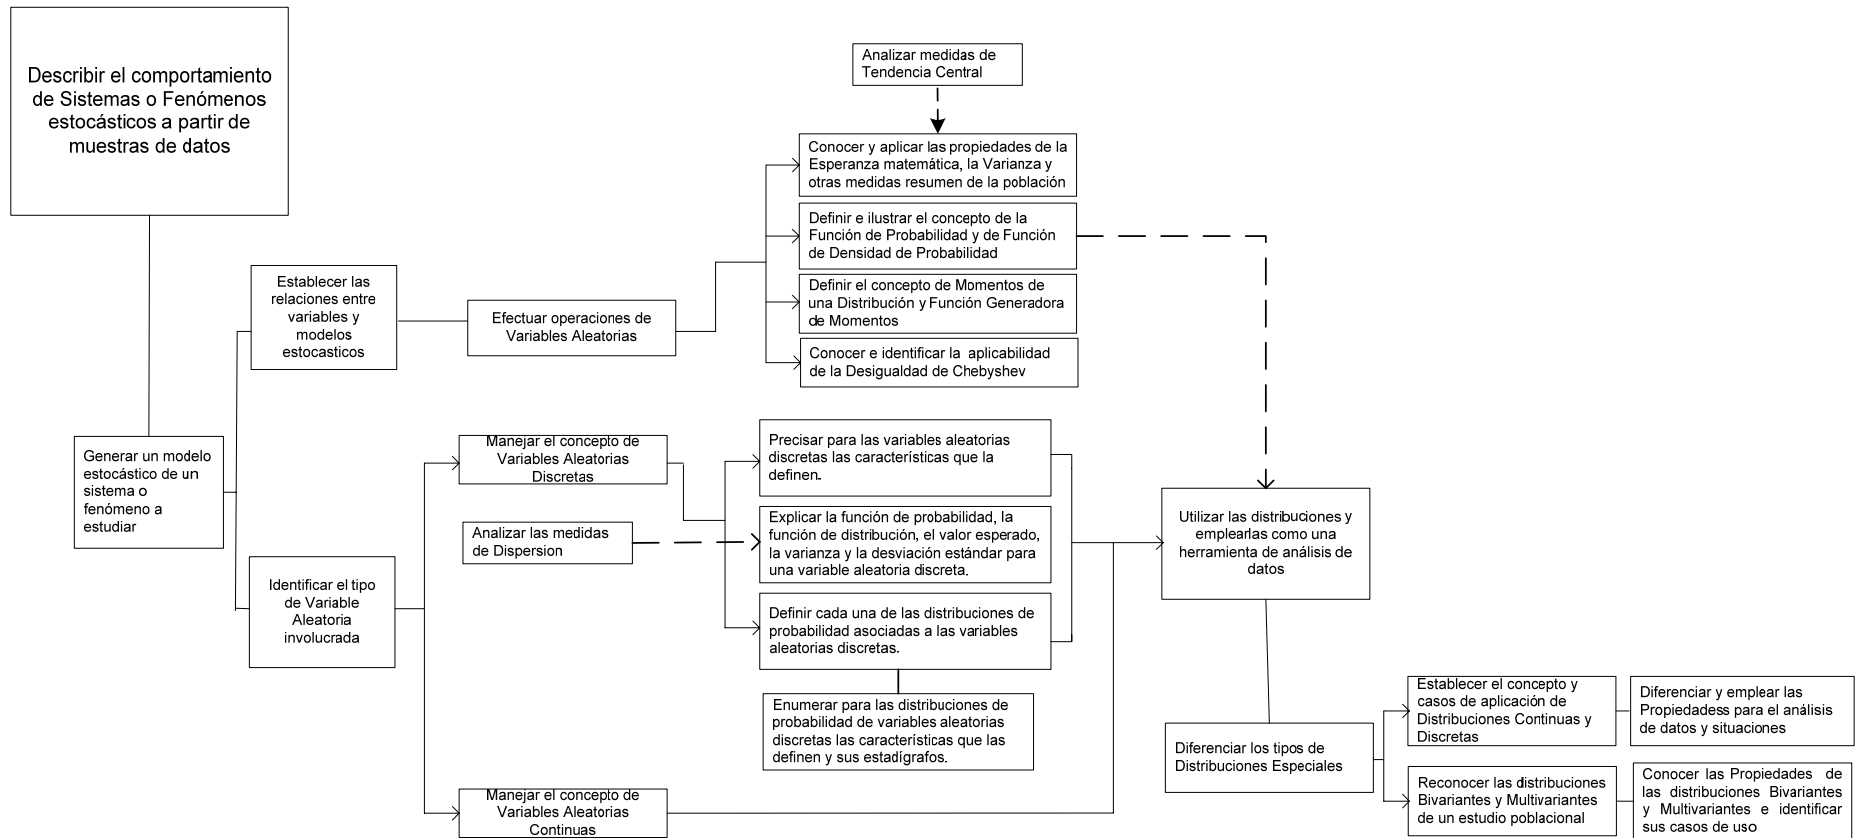 Describir el comportamiento
de Sistemas o Fenómenos
estocásticos a partir de
muestras de datos
Analizar medidas de
Tendencia Central
Conocer y aplicar las propiedades de la
Esperanza matemática, la Varianza y
otras medidas resumen de la población
Definir e ilustrar el concepto de la
Función de Probabilidad y de Función
de Densidad de Probabilidad
Establecer las
relaciones entre
variables y
modelos
estocasticos
Efectuar operaciones de
Variables Aleatorias
Definir el concepto de Momentos de
una Distribución y Función Generadora
de Momentos
Conocer e identificar la aplicabilidad
de la Desigualdad de Chebyshev
Generar un modelo
estocástico de un
sistema o
fenómeno a
estudiar
Manejar el concepto de
Variables Aleatorias
Discretas
Precisar para las variables aleatorias
discretas las características que la
definen.
Analizar las medidas
de Dispersion
Explicar la función de probabilidad, la
función de distribución, el valor esperado,
la varianza y la desviación estándar para
una variable aleatoria discreta.
Utilizar las distribuciones y
emplearlas como una
herramienta de análisis de
datos
Identificar el tipo
de Variable
Aleatoria
involucrada
Definir cada una de las distribuciones de
probabilidad asociadas a las variables
aleatorias discretas.
Enumerar para las distribuciones de
probabilidad de variables aleatorias
discretas las características que las
definen y sus estadígrafos.
Manejar el concepto de
Variables Aleatorias
Continuas
Diferenciar los tipos de
Distribuciones Especiales
Establecer el concepto y
casos de aplicación de
Distribuciones Continuas y
Discretas
Diferenciar y emplear las
Propiedadess para el análisis
de datos y situaciones
Reconocer las distribuciones
Bivariantes y Multivariantes
de un estudio poblacional
Conocer las Propiedades de
las distribuciones Bivariantes
y Multivariantes e identificar
sus casos de uso